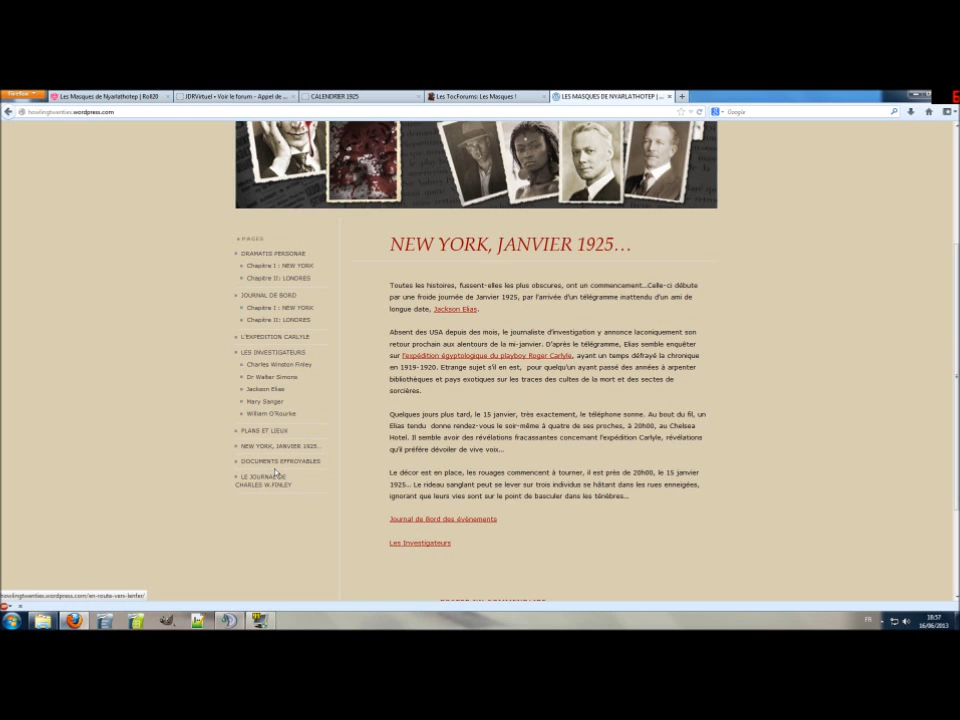 Firefox
Les Masques de Nyarlathotep | Roll20
JDRVirtuel • Voir le forum - Appel de ...
CALENDRIER 1925
Les TocForums: Les Masques !
LES MASQUES DE NYARLATHOTEP | ...
howlingtwenties.wordpress.com
Google
PAGES
DRAMATIS PERSONAE
Chapitre I : NEW YORK
Chapitre II: LONDRES
JOURNAL DE BORD
Chapitre I : NEW YORK
Chapitre II: LONDRES
L'EXPEDITION CARLYLE
LES INVESTIGATEURS
Charles Winston Finley
Dr Walter Simons
Jackson Elias
Mary Sanger
William O'Rourke
PLANS ET LIEUX
NEW YORK, JANVIER 1925...
DOCUMENTS EFFROYABLES
LE JOURNAL DE
CHARLES W.FINLEY
NEW YORK, JANVIER 1925...
Toutes les histoires, fussent-elles les plus obscures, ont un commencement...Celle-ci débute
par une froide journée de Janvier 1925, par l'arrivée d'un télégramme inattendu d'un ami de
longue date, Jackson Elias.
Absent des USA depuis des mois, le journaliste d'investigation y annonce laconiquement son
retour prochain aux alentours de la mi-janvier. D'après le télégramme, Elias semble enquêter
sur l'expédition égyptologique du playboy Roger Carlyle, ayant un temps défrayé la chronique
en 1919-1920. Etrange sujet s'il en est, pour quelqu'un ayant passé des années à arpenter
bibliothèques et pays exotiques sur les traces des cultes de la mort et des sectes de
sorcières.
Quelques jours plus tard, le 15 janvier, très exactement, le téléphone sonne. Au bout du fil, un
Elias tendu donne rendez-vous le soir-même à quatre de ses proches, à 20h00, au Chelsea
Hotel. Il semble avoir des révélations fracassantes concernant l'expédition Carlyle, révélations
qu'il préfère dévoiler de vive voix...
Le décor est en place, les rouages commencent à tourner, il est près de 20h00, le 15 janvier
1925... Le rideau sanglant peut se lever sur trois individus se hâtant dans les rues enneigées,
ignorant que leurs vies sont sur le point de basculer dans les ténèbres...
Journal de Bord des évènements
Les Investigateurs
howlingtwenties.wordpress.com/en-route-vers-lenfer/
FR
18:57
16/06/2013